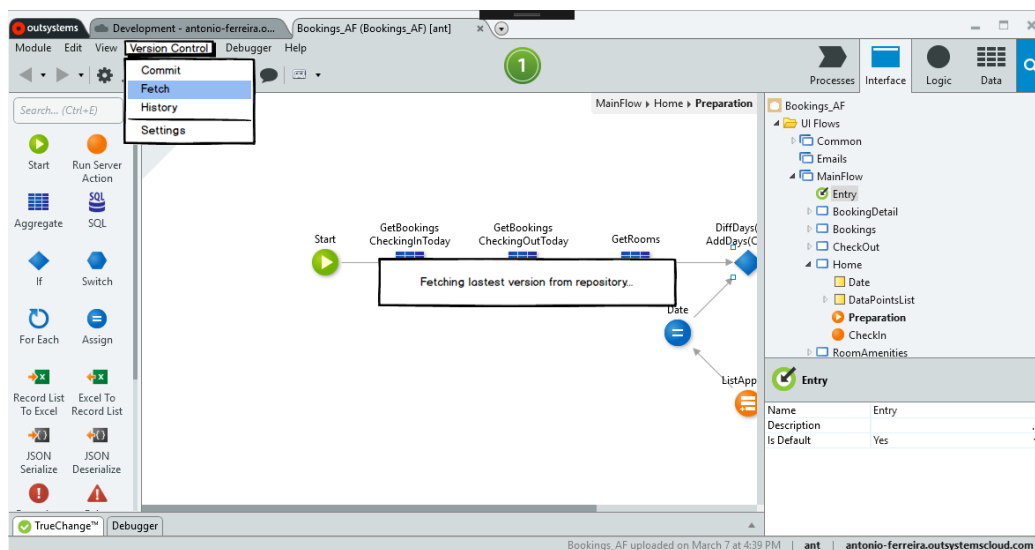 outsystems
Development - antonio-ferreira.o...
Bookings_AF (Bookings_AF) [ant]
Module Edit View Version Control Debugger Help
Commit
Fetch
History
Settings
1
Processes
Interface
Logic
Data
Search... (Ctrl+E)
MainFlow Home Preparation
Start
Run Server
Action
Aggregate
SQL
SQL
If
Switch
For Each
Assign
Record List
To Excel
Excel To
Record List
JSON
Serialize
JSON
Deserialize
Start
GetBookings
CheckingInToday
GetBookings
CheckingOutToday
GetRooms
DiffDays(
AddDays(C
Fetching lastest version from repository...
Date
ListApp
Bookings_AF
UI Flows
Common
Emails
MainFlow
Entry
BookingDetail
Bookings
CheckOut
Home
Date
DataPointsList
Preparation
CheckIn
RoomAmenities
Entry
Name Entry
Description
Is Default Yes
TrueChange™
Debugger
Bookings_AF uploaded on March 7 at 4:39 PM | ant | antonio-ferreira.outsystemscloud.com